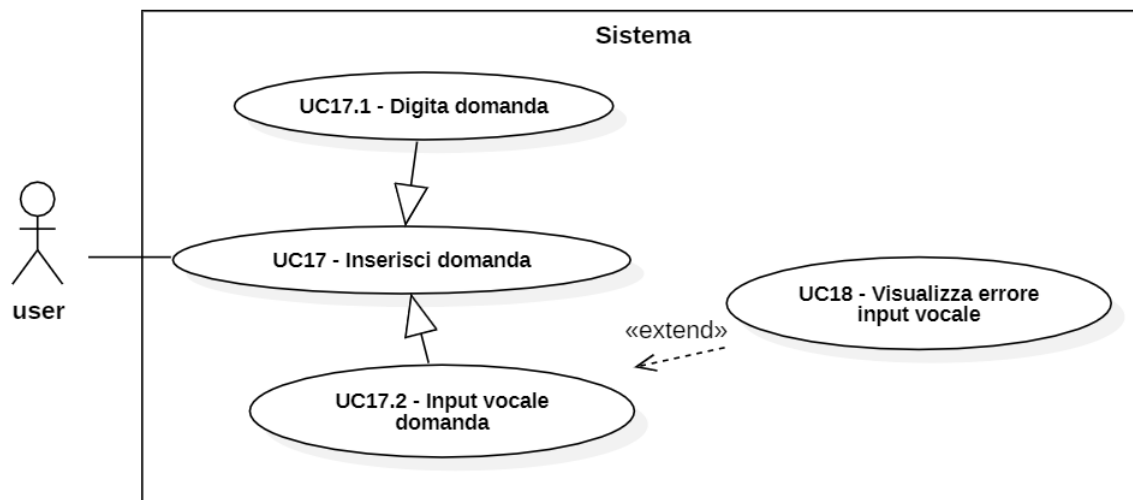 Sistema
UC17.1 - Digita domanda
UC17 - Inserisci domanda
user
UC18 - Visualizza errore
input vocale
«extend»
UC17.2 - Input vocale
domanda